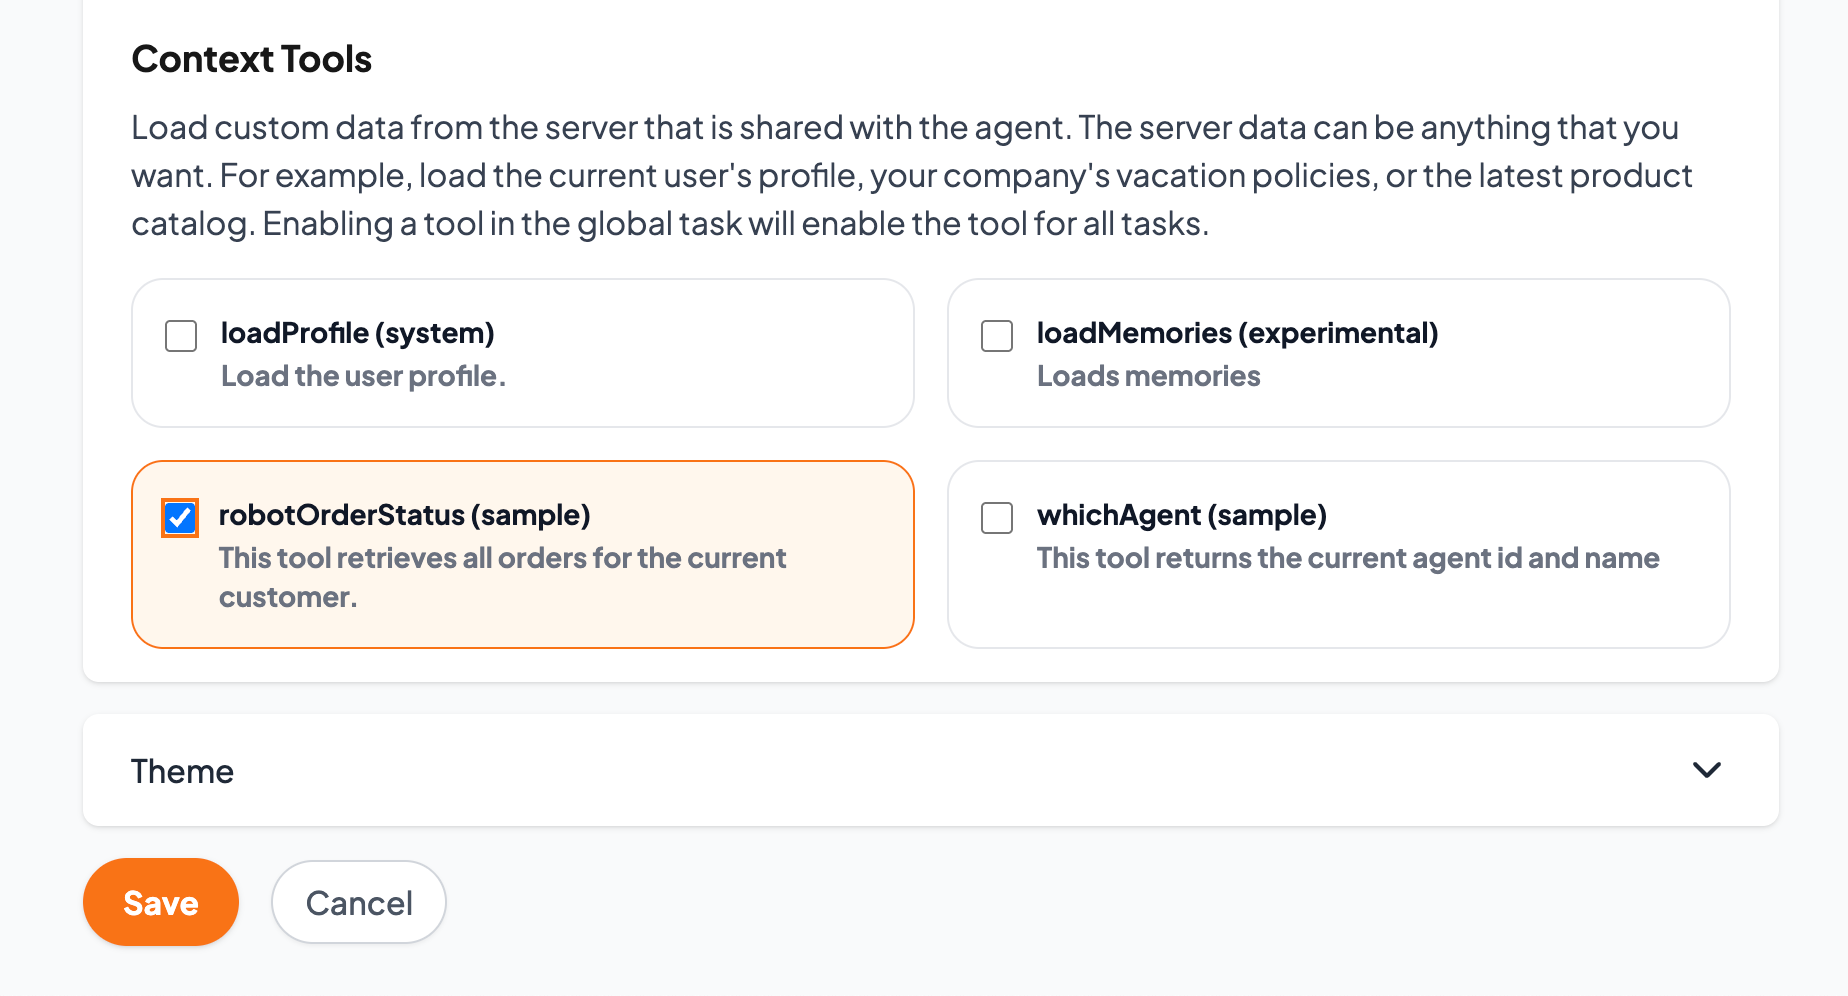 Context Tools
Load custom data from the server that is shared with the agent. The server data can be anything that you
want. For example, load the current user's profile, your company's vacation policies, or the latest product
catalog. Enabling a tool in the global task will enable the tool for all tasks.
loadProfile (system)
Load the user profile.
loadMemories (experimental)
Loads memories
robotOrderStatus (sample)
This tool retrieves all orders for the current
customer.
whichAgent (sample)
This tool returns the current agent id and name
Theme
Save
Cancel